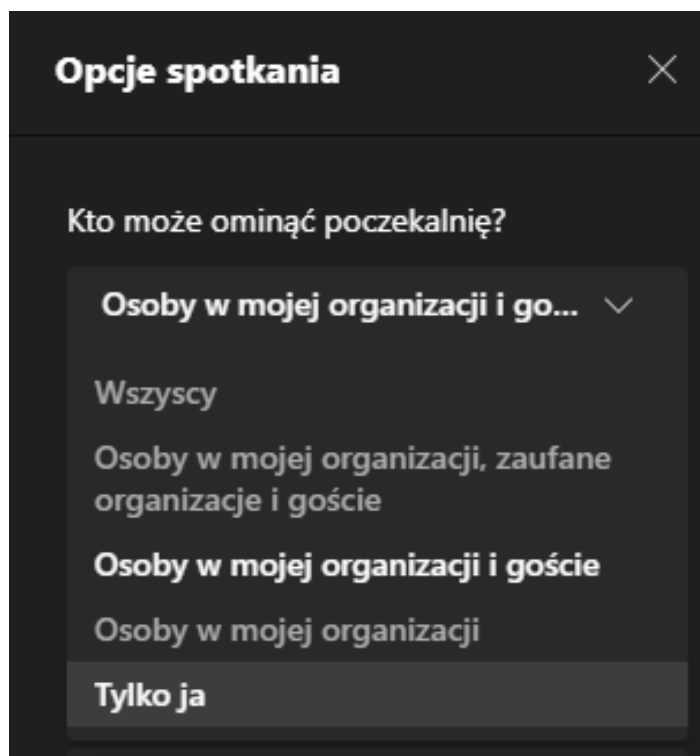 Opcje spotkania
Kto może ominąć poczekalnię?
Osoby w mojej organizacji i go...
Wszyscy
Osoby w mojej organizacji, zaufane
organizacje i goście
Osoby w mojej organizacji i goście
Osoby w mojej organizacji
Tylko ja